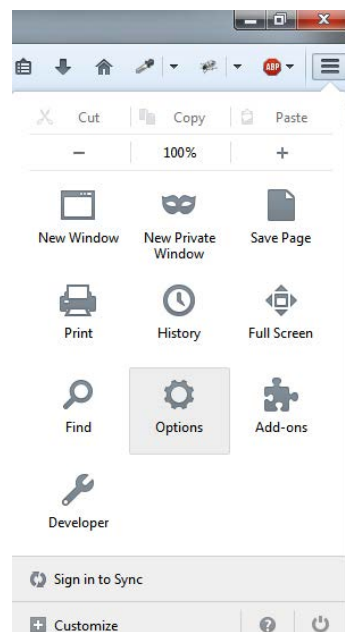 ABP
Cut Copy Paste
− 100% +
New Window New Private Window Save Page
Print History Full Screen
Find Options Add-ons
Developer
Sign in to Sync
Customize ?